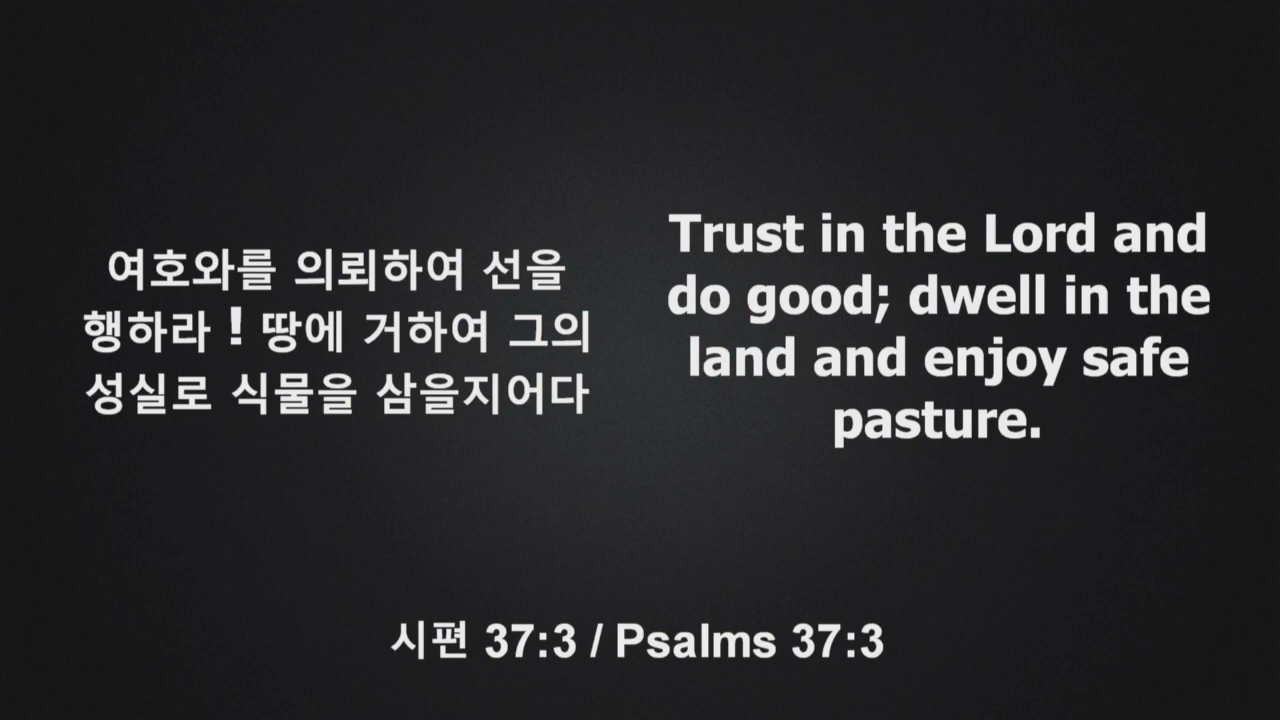 여호와를 의뢰하여 선을
행하라 ! 땅에 거하여 그의
성실로 식물을 삼을지어다
Trust in the Lord and
do good; dwell in the
land and enjoy safe
pasture.
시편 37:3 / Psalms 37:3